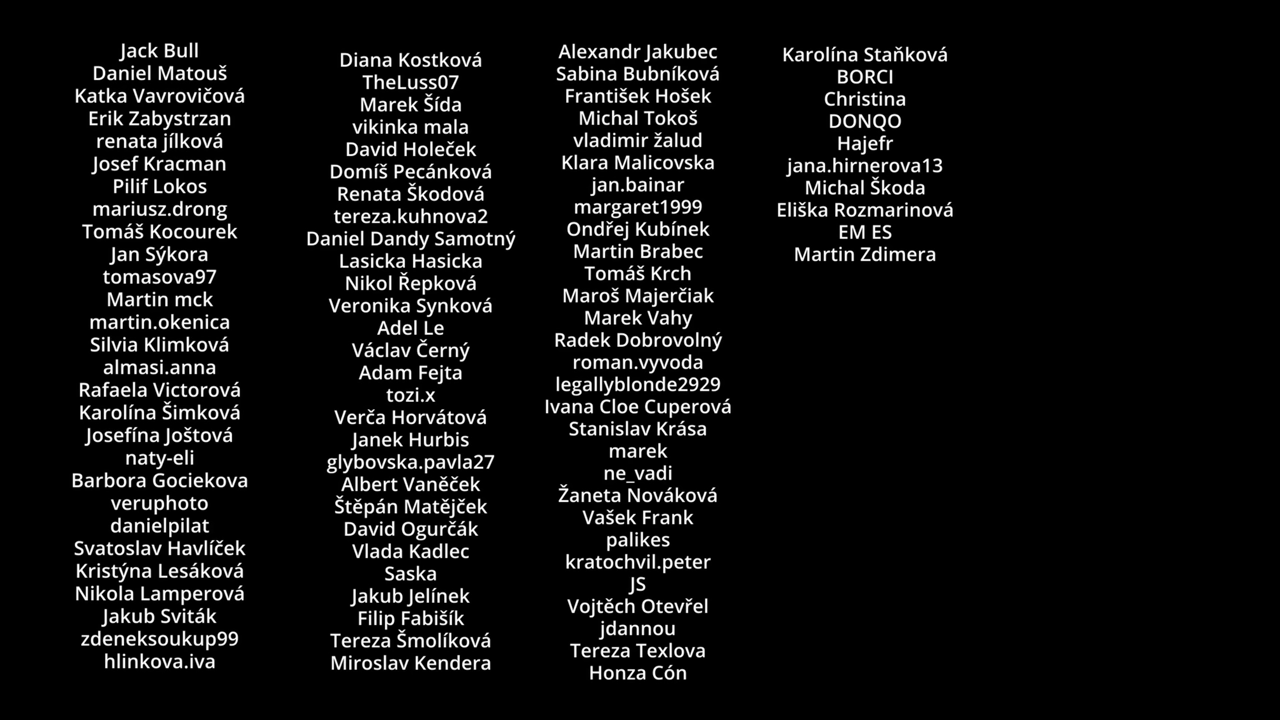 Jack Bull
Daniel Matouš
Katka Vavrovičová
Erik Zabystrzan
renata jílková
Josef Kracman
Pilif Lokos
mariusz.drong
Tomáš Kocourek
Jan Sýkora
tomasova97
Martin mck
martin.okenica
Silvia Klimková
almasi.anna
Rafaela Victorová
Karolína Šimková
Josefína Joštová
naty-eli
Barbora Gociekova
veruphoto
danielpilat
Svatoslav Havlíček
Kristýna Lesáková
Nikola Lamperová
Jakub Sviták
zdeneksoukup99
hlinkova.iva
Diana Kostková
TheLuss07
Marek Šída
vikinka mala
David Holeček
Domíš Pecánková
Renata Škodová
tereza.kuhnova2
Daniel Dandy Samotný
Lasicka Hasicka
Nikol Řepková
Veronika Synková
Adel Le
Václav Černý
Adam Fejta
tozi.x
Verča Horvátová
Janek Hurbis
glybovska.pavla27
Albert Vaněček
Štěpán Matějček
David Ogurčák
Vlada Kadlec
Saska
Jakub Jelínek
Filip Fabišík
Tereza Šmolíková
Miroslav Kendera
Alexandr Jakubec
Sabina Bubníková
František Hošek
Michal Tokoš
vladimir žalud
Klara Malicovska
jan.bainar
margaret1999
Ondřej Kubínek
Martin Brabec
Tomáš Krch
Maroš Majerčiak
Marek Vahy
Radek Dobrovolný
roman.vyvoda
legallyblonde2929
Ivana Cloe Cuperová
Stanislav Krása
marek
ne_vadi
Žaneta Nováková
Vašek Frank
palikes
kratochvil.peter
JS
Vojtěch Otevřel
jdannou
Tereza Texlova
Honza Cón
Karolína Staňková
BORCI
Christina
DONQO
Hajefr
jana.hirnerova13
Michal Škoda
Eliška Rozmarinová
EM ES
Martin Zdimera